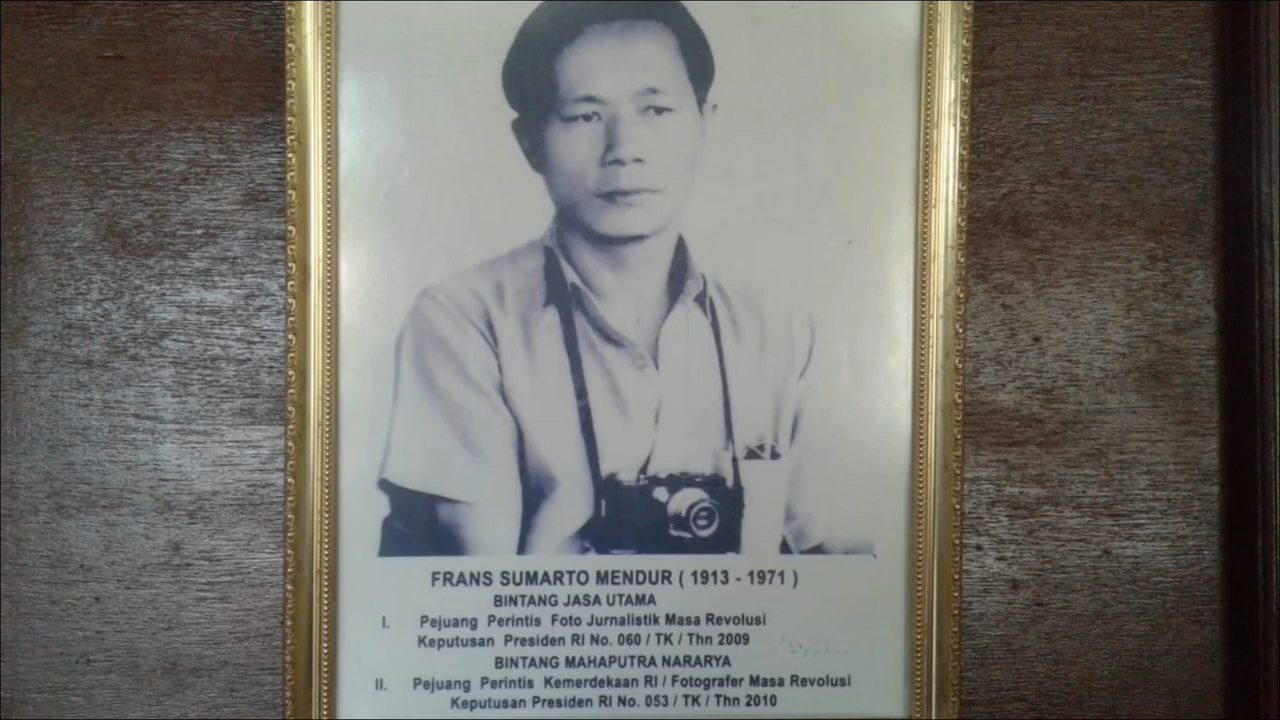 FRANS SUMARTO MENDUR ( 1913 - 1971 )
BINTANG JASA UTAMA
I. Pejuang Perintis Foto Jurnalistik Masa Revolusi
Keputusan Presiden RI No. 060 / TK / Thn 2009
BINTANG MAHAPUTRA NARARYA
II. Pejuang Perintis Kemerdekaan RI / Fotografer Masa Revolusi
Keputusan Presiden RI No. 053 / TK / Thn 2010